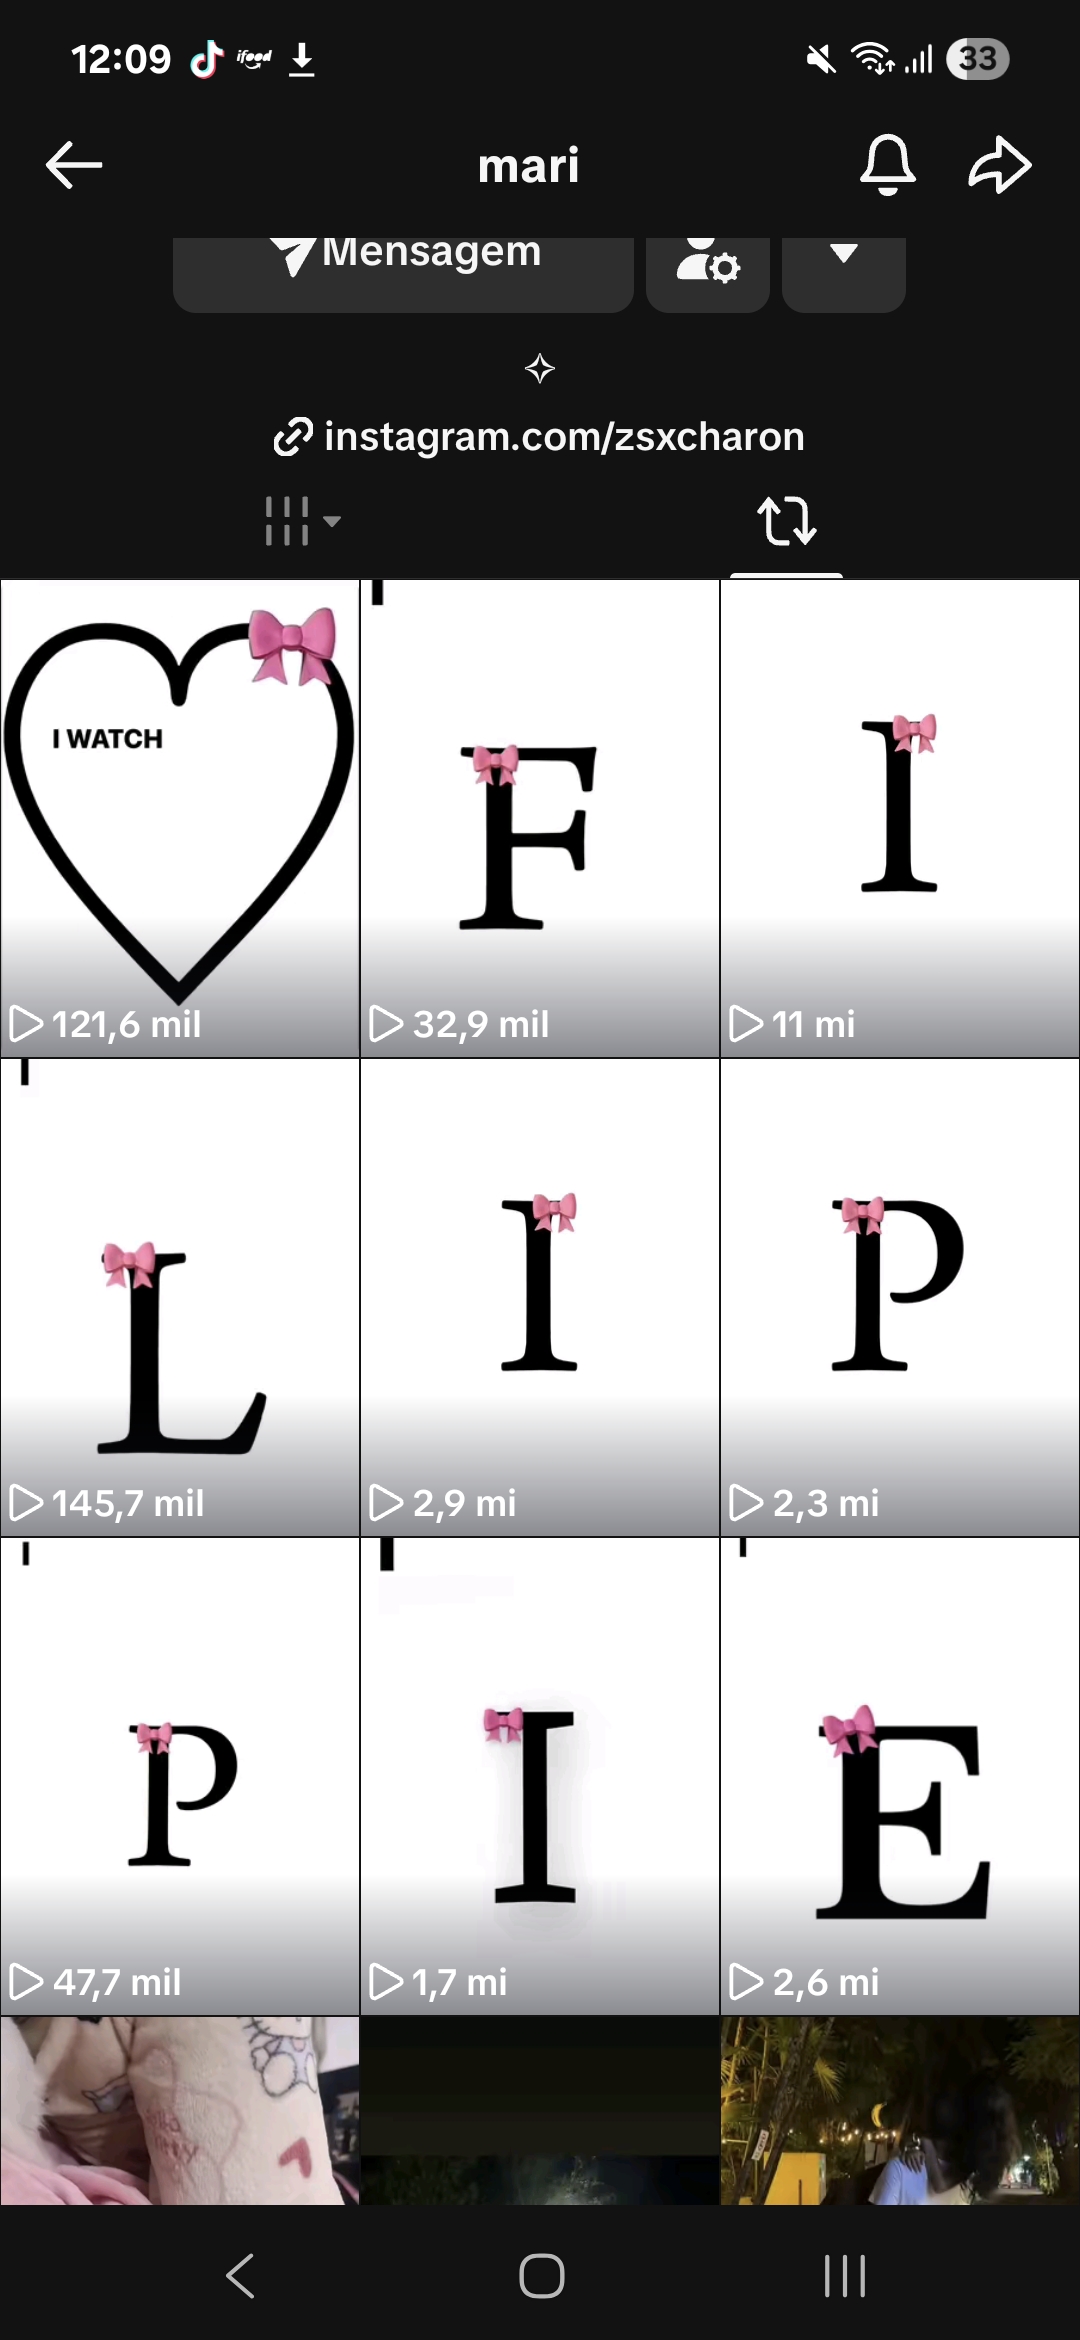 12:09
ifood
33
mari
Mensagem
instagram.com/zsxcharon
I WATCH
121,6 mil
F
32,9 mil
I
11 mi
L
145,7 mil
I
2,9 mi
P
2,3 mi
P
47,7 mil
I
1,7 mi
E
2,6 mi